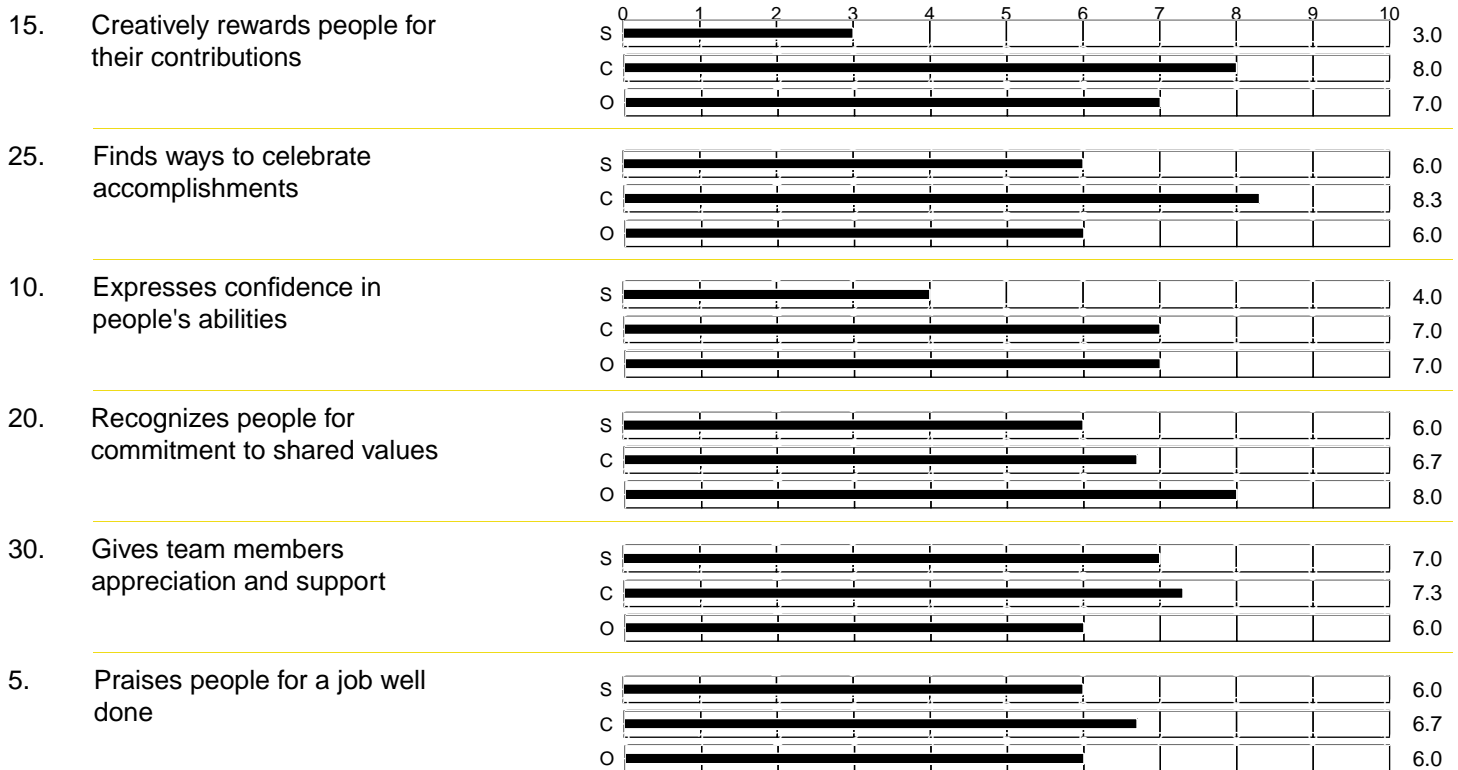 0 1 2 3 4 5 6 7 8 9 10
15. Creatively rewards people for S 3.0
their contributions C 8.0
O 7.0
25. Finds ways to celebrate S 6.0
accomplishments C 8.3
O 6.0
10. Expresses confidence in S 4.0
people's abilities C 7.0
O 7.0
20. Recognizes people for S 6.0
commitment to shared values C 6.7
O 8.0
30. Gives team members S 7.0
appreciation and support C 7.3
O 6.0
5. Praises people for a job well S 6.0
done C 6.7
O 6.0